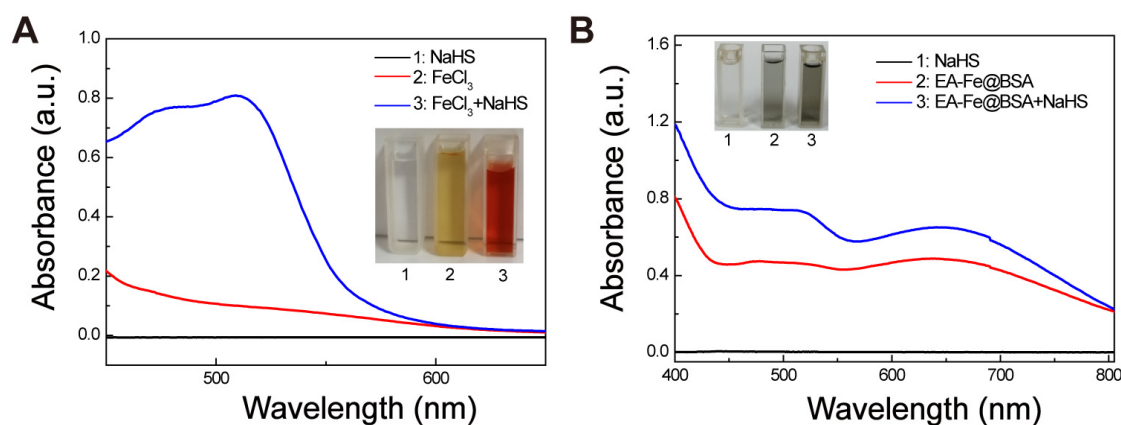 A
1.0
0.8
0.6
0.4
0.2
0.0
Absorbance (a.u.)
500
600
Wavelength (nm)
1: NaHS
2: FeCl3
3: FeCl3+NaHS
1 2 3
B
1.6
1.2
0.8
0.4
0.0
Absorbance (a.u.)
400 500 600 700 800
Wavelength (nm)
1 2 3
1: NaHS
2: EA-Fe@BSA
3: EA-Fe@BSA+NaHS